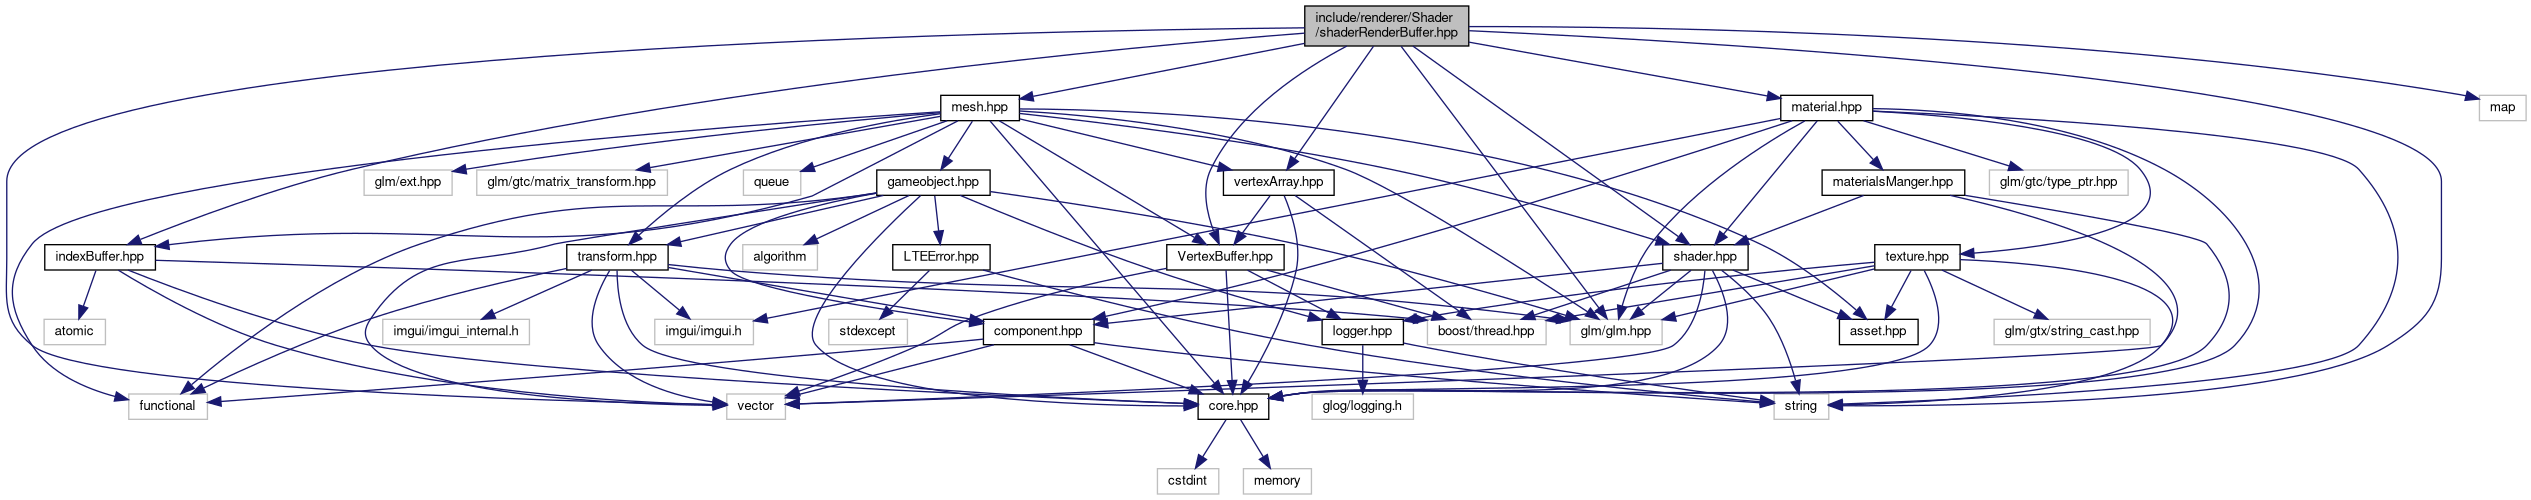 include/renderer/Shader
/shaderRenderBuffer.hpp
mesh.hpp
material.hpp
map
glm/ext.hpp
glm/gtc/matrix_transform.hpp
queue
gameobject.hpp
vertexArray.hpp
materialsManger.hpp
glm/gtc/type_ptr.hpp
indexBuffer.hpp
transform.hpp
algorithm
LTEError.hpp
VertexBuffer.hpp
shader.hpp
texture.hpp
atomic
imgui/imgui_internal.h
imgui/imgui.h
stdexcept
component.hpp
logger.hpp
boost/thread.hpp
glm/glm.hpp
asset.hpp
glm/gtx/string_cast.hpp
functional
vector
core.hpp
glog/logging.h
string
cstdint
memory